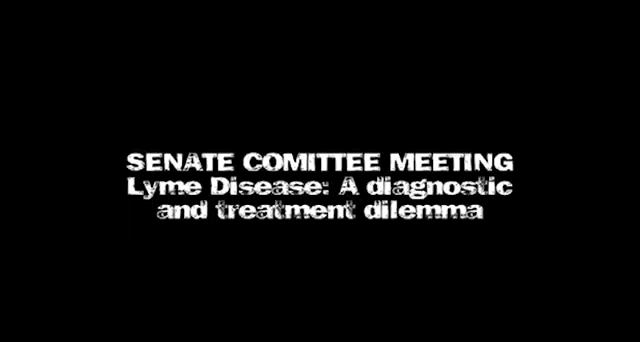 SENATE COMITTEE MEETING
Lyme Disease: A diagnostic
and treatment dilemma